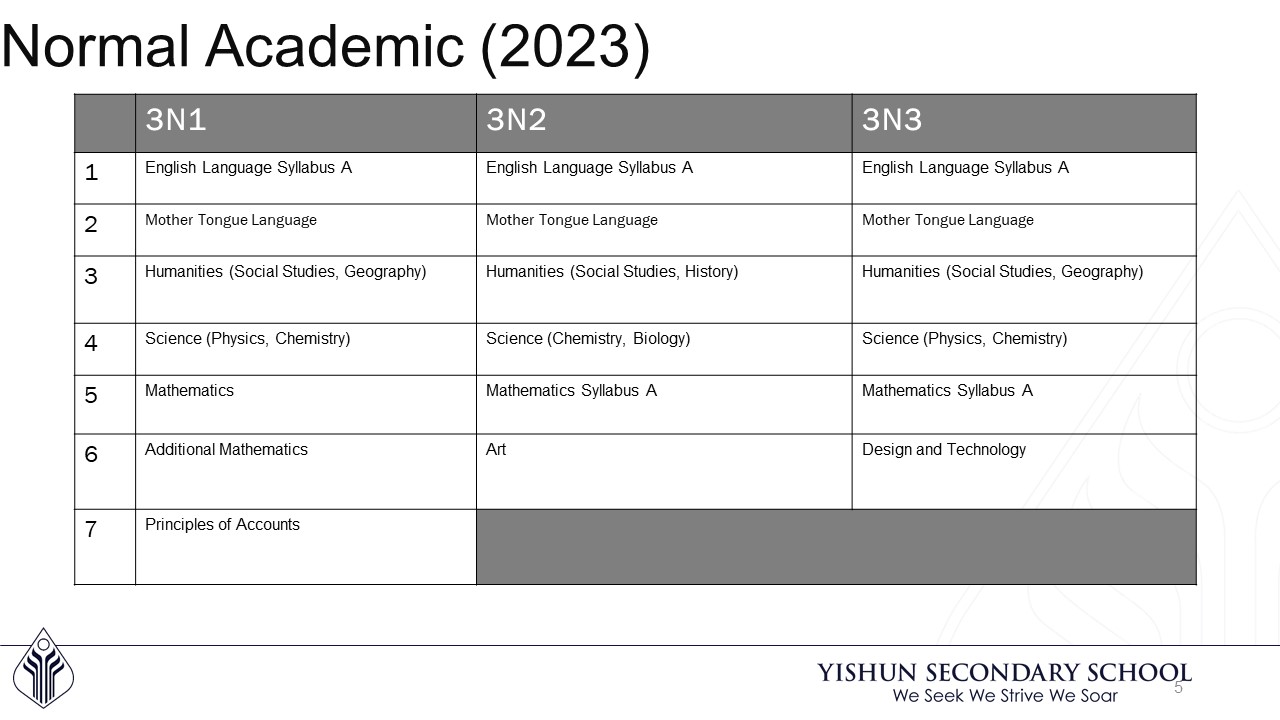 Normal Academic (2023)
3N1 3N2 3N3
1 English Language Syllabus A English Language Syllabus A English Language Syllabus A
2 Mother Tongue Language Mother Tongue Language Mother Tongue Language
3 Humanities (Social Studies, Geography) Humanities (Social Studies, History) Humanities (Social Studies, Geography)
4 Science (Physics, Chemistry) Science (Chemistry, Biology) Science (Physics, Chemistry)
5 Mathematics Mathematics Syllabus A Mathematics Syllabus A
6 Additional Mathematics Art Design and Technology
7 Principles of Accounts
YISHUN SECONDARY SCHOOL
We Seek We Strive We Soar
5